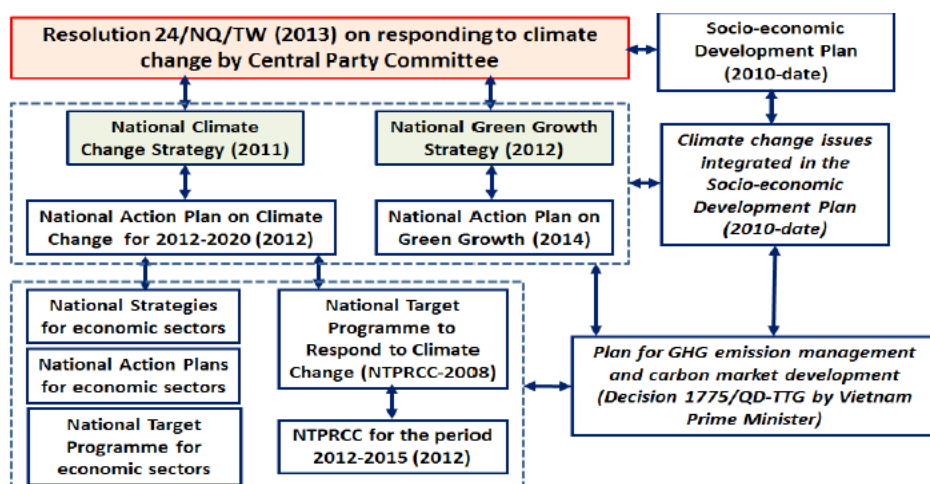 Resolution 24/NQ/TW (2013) on responding to climate
change by Central Party Committee
Socio-economic
Development Plan
(2010-date)
National Climate
Change Strategy (2011)
National Green Growth
Strategy (2012)
Climate change issues
integrated in the
Socio-economic
Development Plan
(2010-date)
National Action Plan on Climate
Change for 2012-2020 (2012)
National Action Plan on
Green Growth (2014)
National Strategies
for economic sectors
National Action Plans
for economic sectors
National Target
Programme for
economic sectors
National Target
Programme to
Respond to Climate
Change (NTPRCC-2008)
NTPRCC for the period
2012-2015 (2012)
Plan for GHG emission management
and carbon market development
(Decision 1775/QD-TTG by Vietnam
Prime Minister)